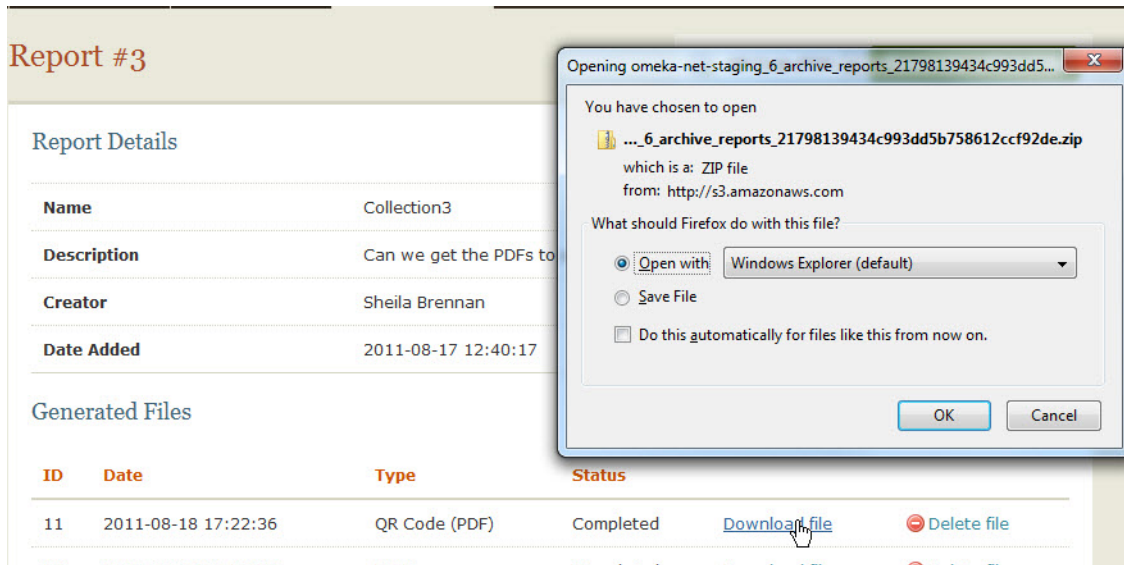 Report #3
Report Details
Name Collection3
Description Can we get the PDFs to
Creator Sheila Brennan
Date Added 2011-08-17 12:40:17
Generated Files
ID Date Type Status
11 2011-08-18 17:22:36 QR Code (PDF) Completed Download file Delete file
Opening omeka-net-staging_6_archive_reports_21798139434c993dd5...
You have chosen to open
..._6_archive_reports_21798139434c993dd5b758612ccf92de.zip
which is a: ZIP file
from: http://s3.amazonaws.com
What should Firefox do with this file?
Open with Windows Explorer (default)
Save File
Do this automatically for files like this from now on.
OK Cancel